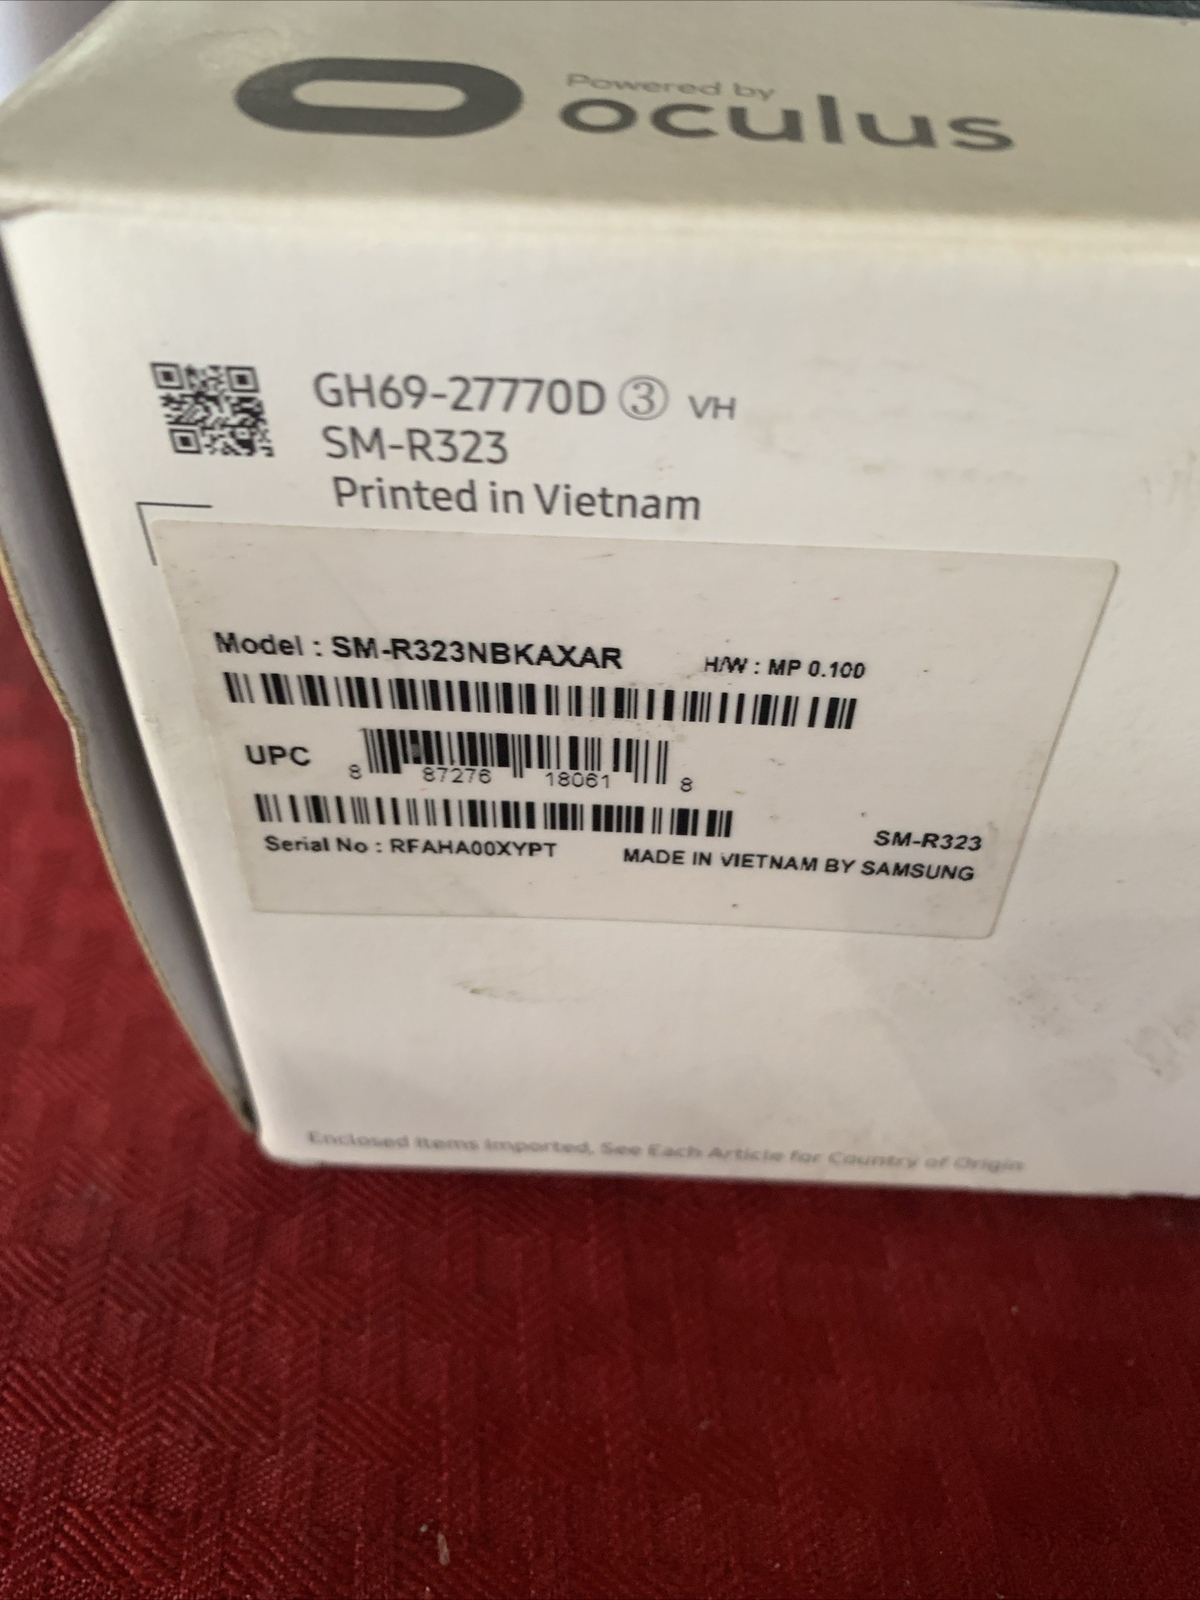 Powered by
oculus
GH69-27770D ③ VH
SM-R323
Printed in Vietnam
Model : SM-R323NBKAXAR
H/W : MP 0.100
UPC
8 87276 18061 8
SM-R323
Serial No : RFAHA00XYPT
MADE IN VIETNAM BY SAMSUNG
Enclosed Items Imported, See Each Article for Country of Origin